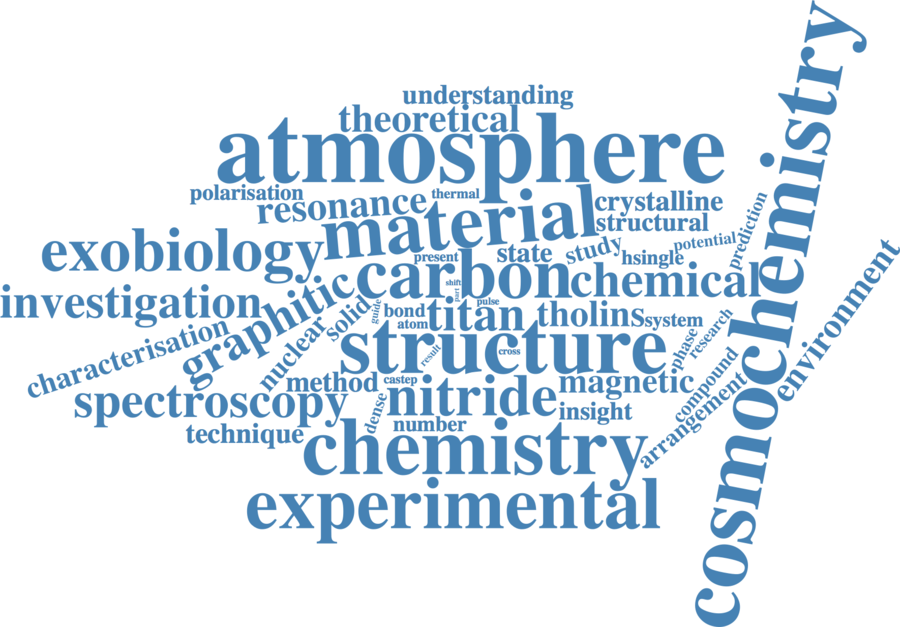 understanding
theoretical
atmosphere
polarisation
thermal
resonance
material
crystalline
structural
exobiology
present
state
study
hsingle
potential
prediction
cosmochemistry
investigation
graphitic
carbon
chemical
shift
part
pulse
guide
solid
bond
atom
titan
tholins
system
environment
characterisation
nuclear
structure
result
cross
phase
research
method
castep
nitride
magnetic
compound
spectroscopy
dense
number
insight
arrangement
technique
chemistry
experimental